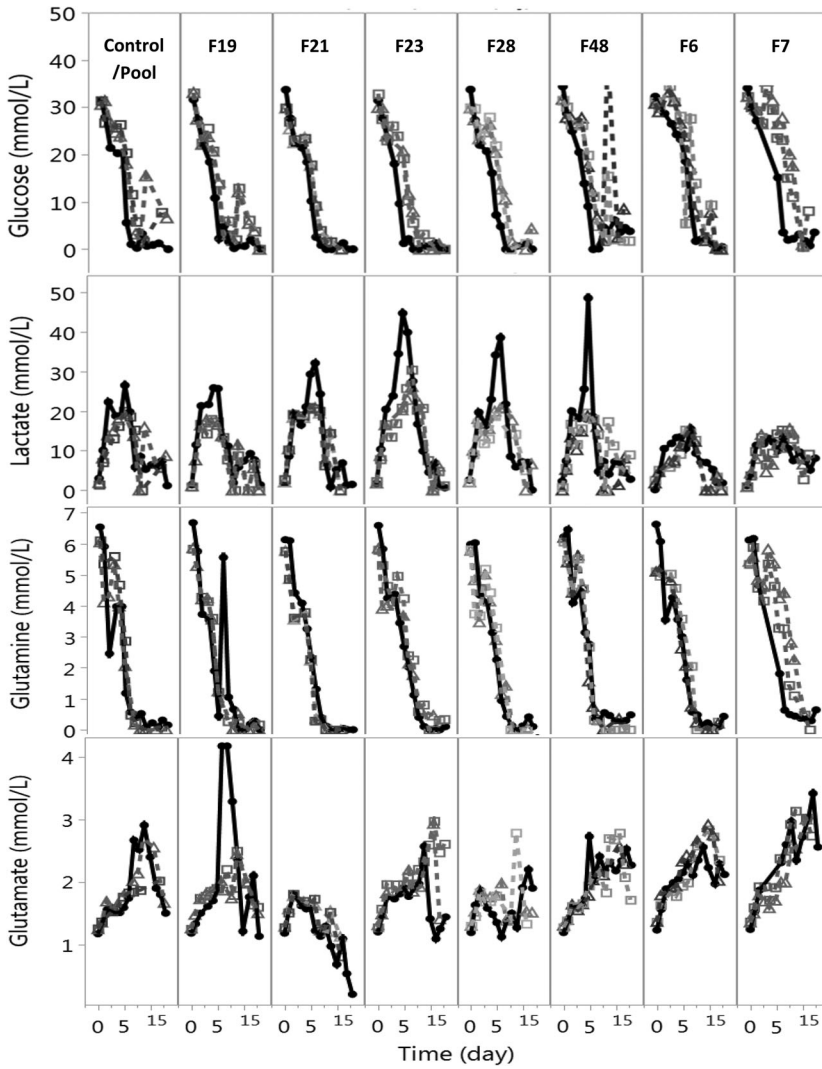 50
Control
/Pool
F19
F21
F23
F28
F48
F6
F7
40
30
20
10
0
Glucose (mmol/L)
50
40
30
20
10
0
Lactate (mmol/L)
7
6
5
4
3
2
1
0
Glutamine (mmol/L)
4
3
2
1
Glutamate (mmol/L)
0 5 15 0 5 15 0 5 15 0 5 15 0 5 15 0 5 15 0 5 15 0 5 15
Time (day)